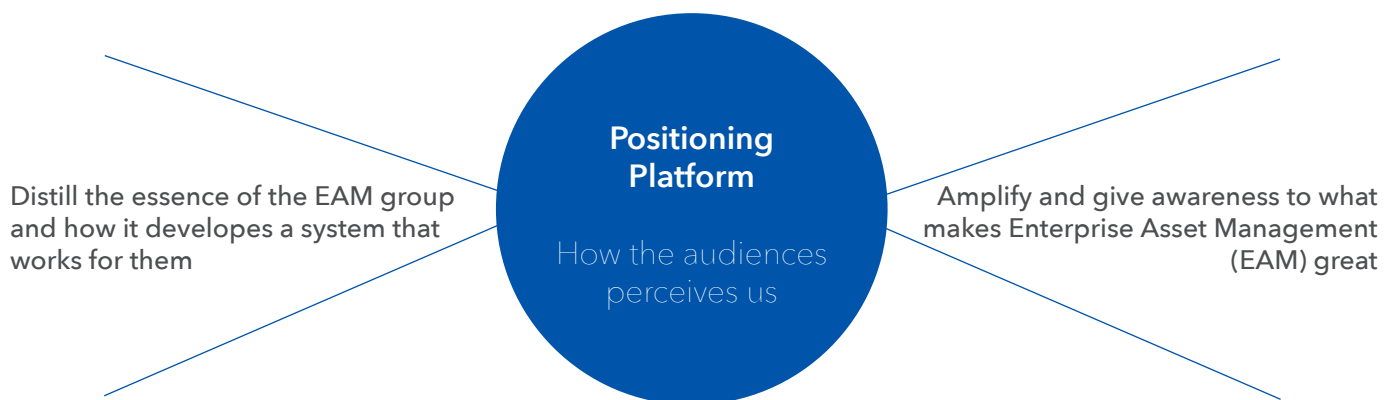 Distill the essence of the EAM group
and how it developes a system that
works for them
Positioning
Platform
How the audiences
perceives us
Amplify and give awareness to what
makes Enterprise Asset Management
(EAM) great